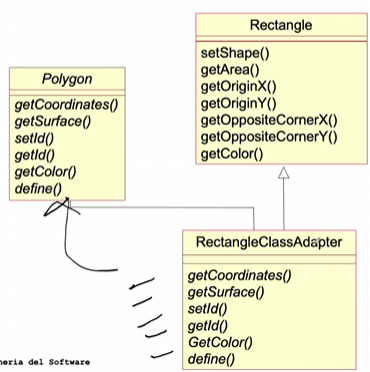 Rectangle
setShape()
getArea()
getOriginX()
getOriginY()
getOppositeCornerX()
getOppositeCornerY()
getColor()
Polygon
getCoordinates()
getSurface()
setId()
getId()
getColor()
define()
RectangleClassAdapter
getCoordinates()
getSurface()
setId()
getId()
GetColor()
define()
neria del Software